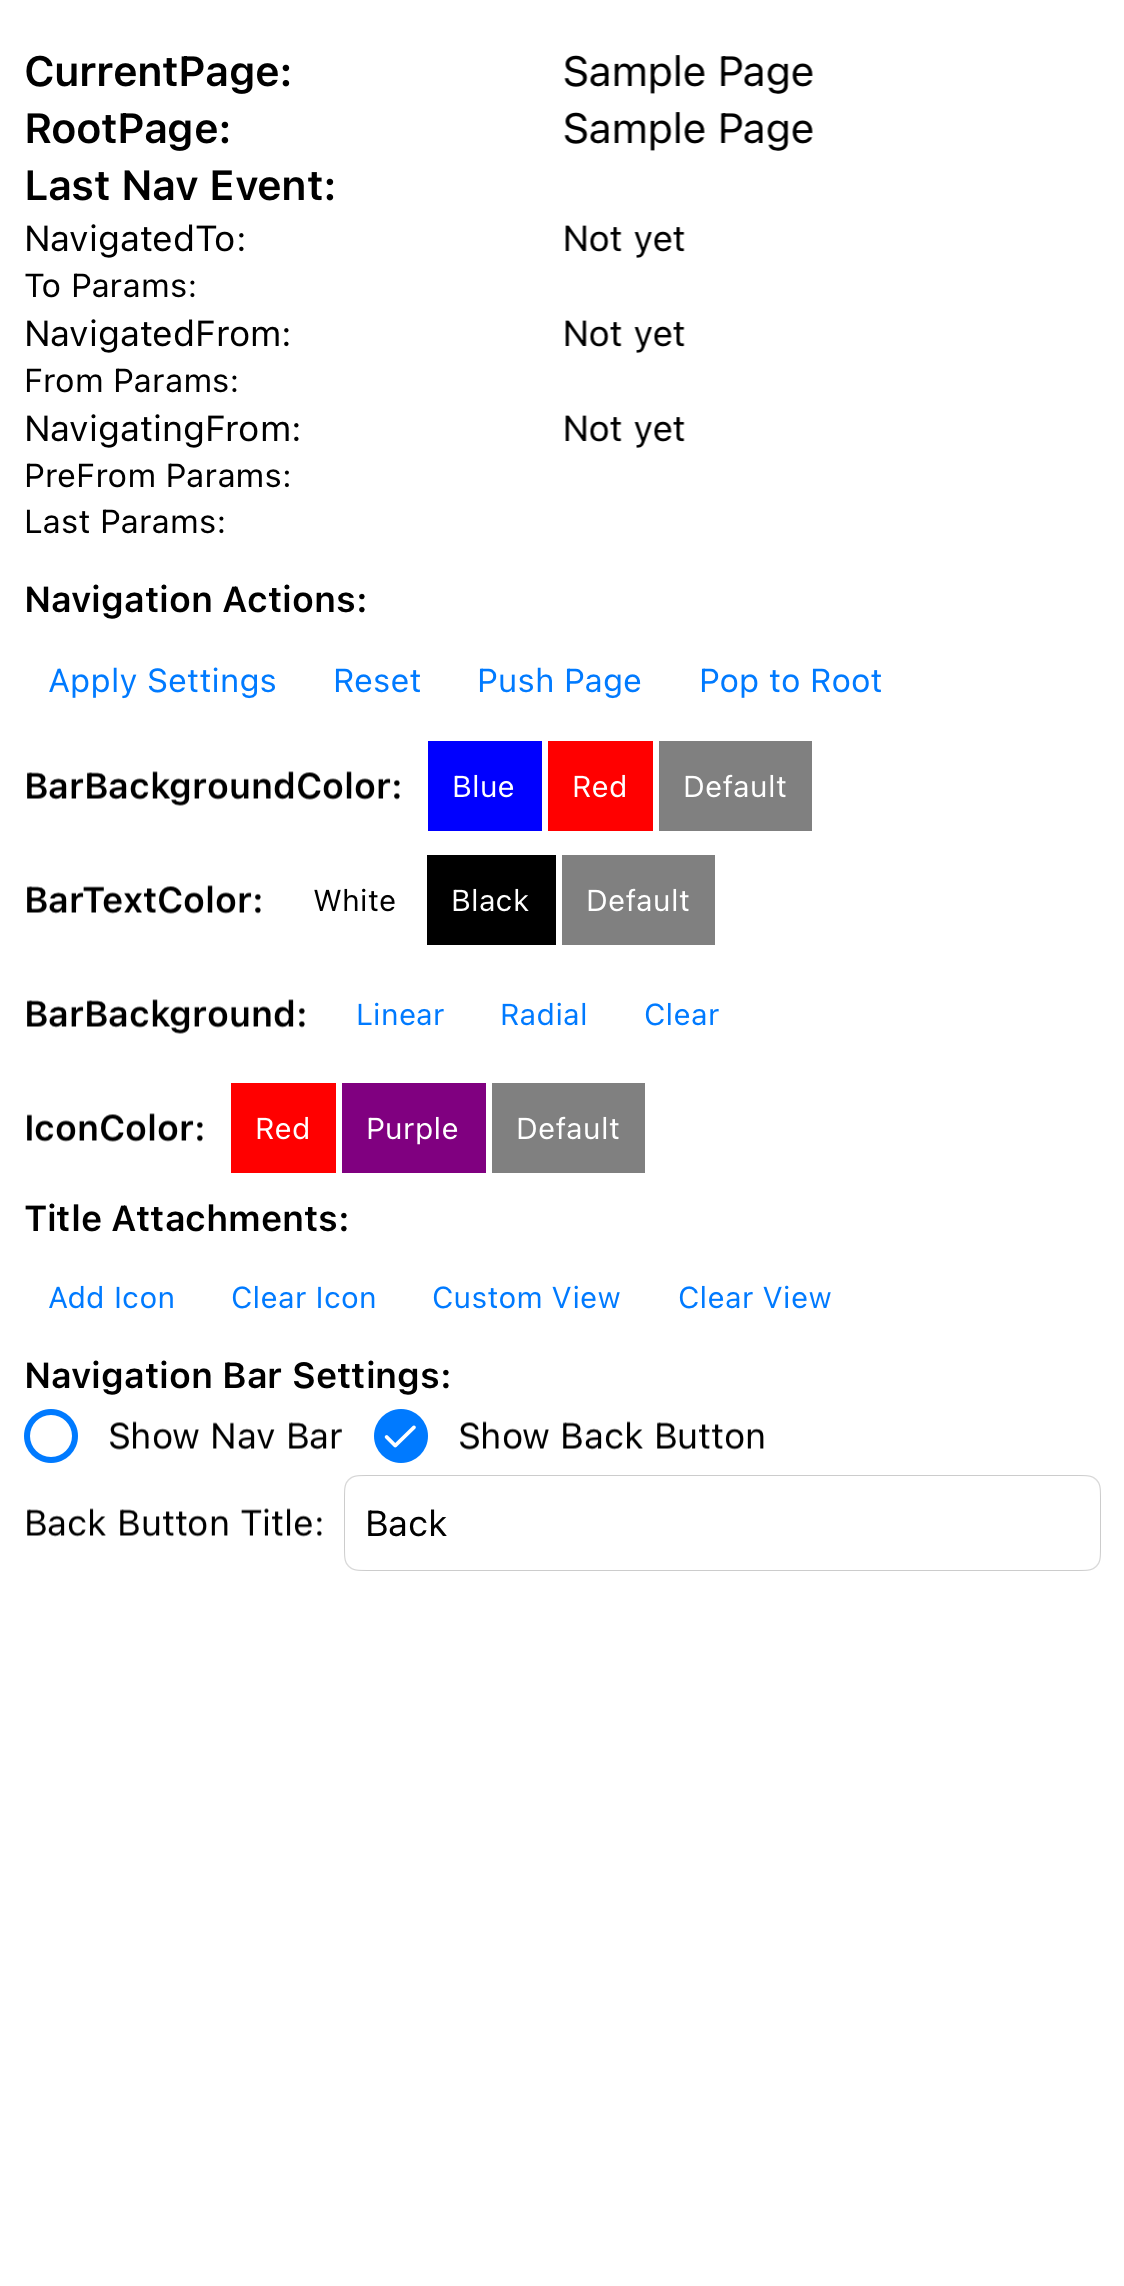 CurrentPage: Sample Page
RootPage: Sample Page
Last Nav Event:
NavigatedTo: Not yet
To Params:
NavigatedFrom: Not yet
From Params:
NavigatingFrom: Not yet
PreFrom Params:
Last Params:
Navigation Actions:
Apply Settings Reset Push Page Pop to Root
BarBackgroundColor: Blue Red Default
BarTextColor: White Black Default
BarBackground: Linear Radial Clear
IconColor: Red Purple Default
Title Attachments:
Add Icon Clear Icon Custom View Clear View
Navigation Bar Settings:
Show Nav Bar Show Back Button
Back Button Title: Back